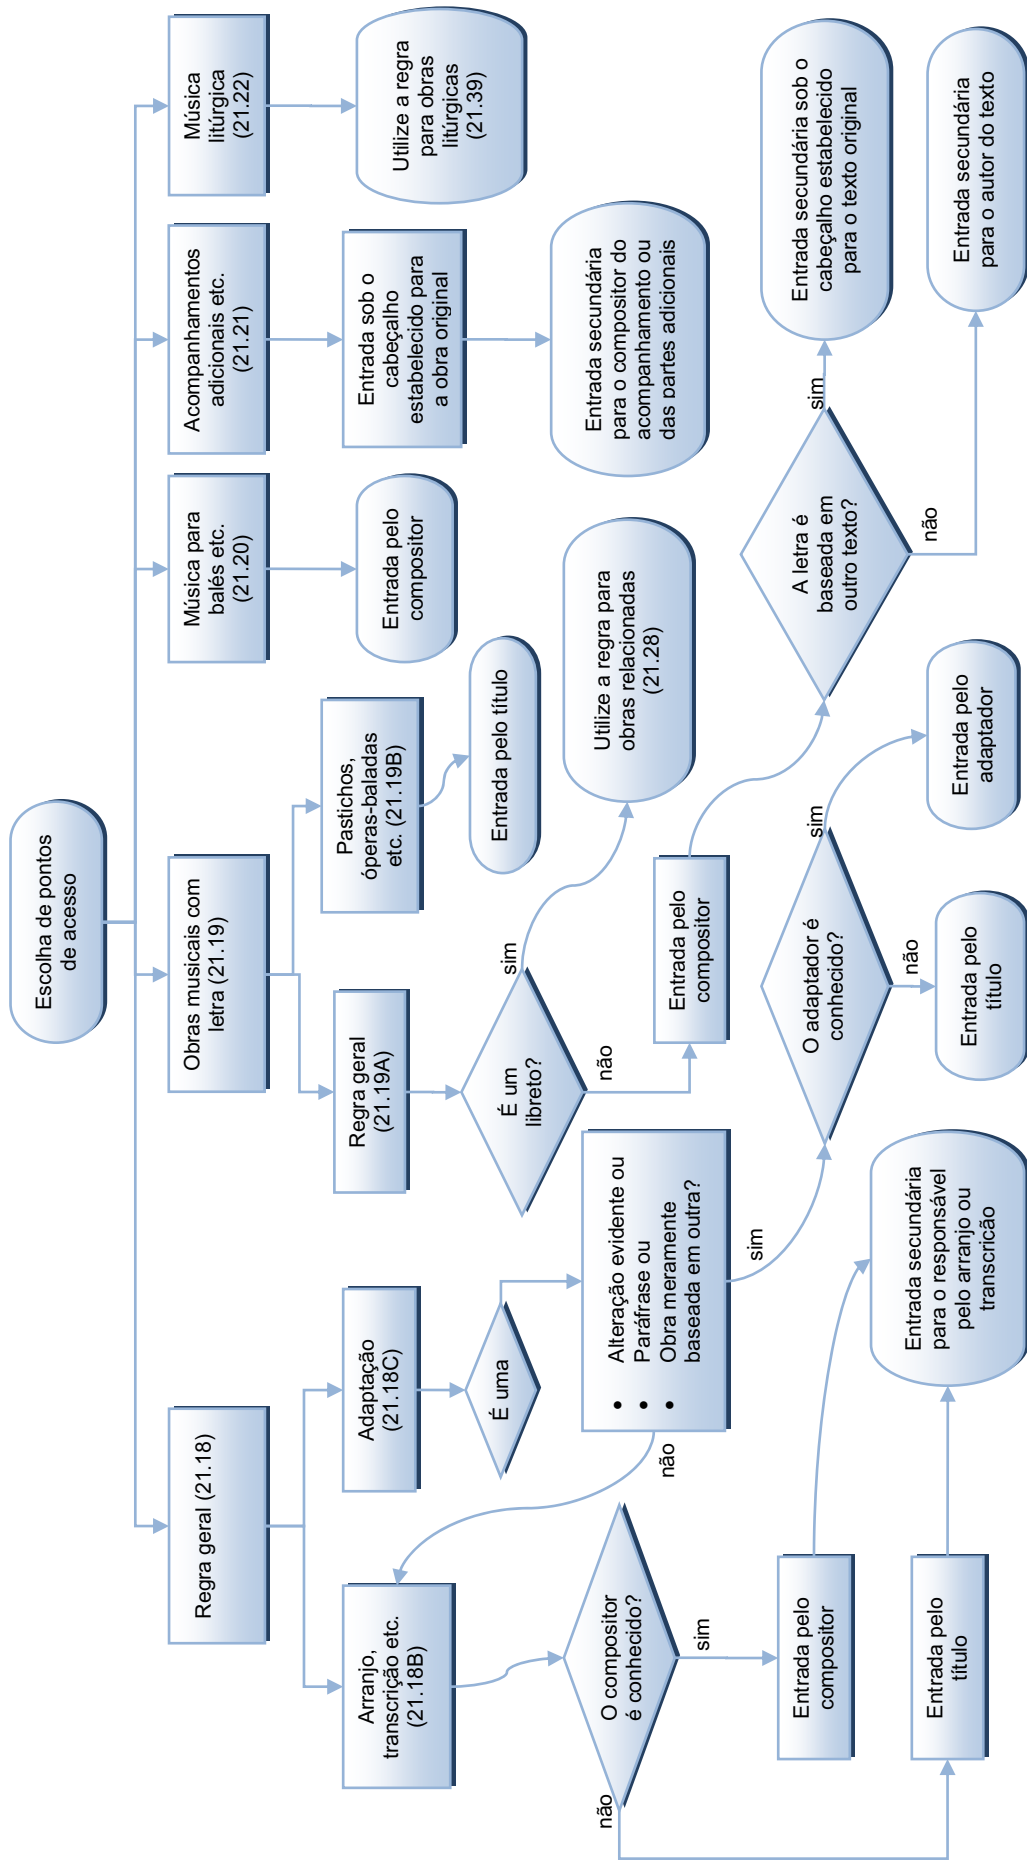 Escolha de pontos
de acesso
Regra geral (21.18)
Obras musicais com
letra (21.19)
Música para
balés etc.
(21.20)
Acompanhamentos
adicionais etc.
(21.21)
Música
litúrgica
(21.22)
Arranjo,
transcrição etc.
(21.18B)
Adaptação
(21.18C)
Regra geral
(21.19A)
Pastichos,
óperas-baladas
etc. (21.19B)
Entrada pelo
compositor
Entrada sob o
cabeçalho
estabelecido para
a obra original
Utilize a regra
para obras
litúrgicas
(21.39)
É uma
É um
libreto?
sim
não
Entrada pelo título
Entrada secundária
para o compositor do
acompanhamento ou
das partes adicionais
O compositor
é conhecido?
não
sim
• Alteração evidente ou
• Paráfrase ou
• Obra meramente
baseada em outra?
não
sim
Utilize a regra para
obras relacionadas
(21.28)
Entrada pelo
compositor
Entrada pelo
compositor
O adaptador é
conhecido?
sim
não
A letra é
baseada em
outro texto?
sim
não
Entrada secundária sob o
cabeçalho estabelecido
para o texto original
Entrada pelo
título
Entrada secundária
para o responsável
pelo arranjo ou
transcrição
Entrada pelo
título
Entrada pelo
adaptador
Entrada secundária
para o autor do texto